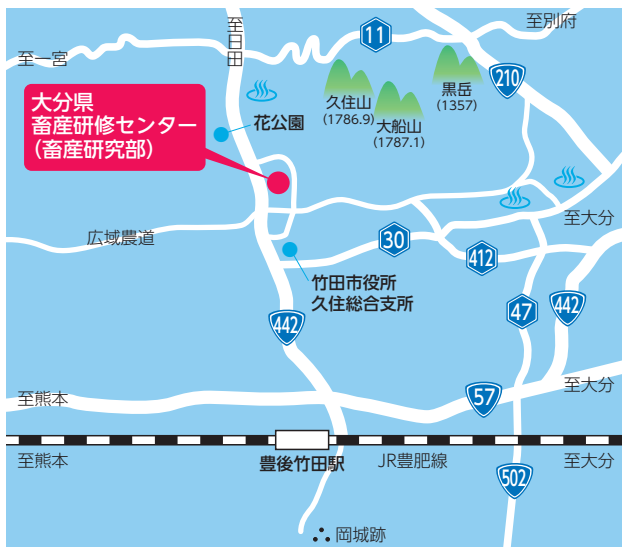 至日田
至別府
11
至一宮
210
黒岳
(1357)
久住山
(1786.9)
大船山
(1787.1)
大分県
畜産研修センター
(畜産研究部)
花公園
至大分
広域農道
30
412
竹田市役所
久住総合支所
47
442
442
至熊本
57
至大分
至熊本
豊後竹田駅
JR豊肥線
至大分
502
岡城跡